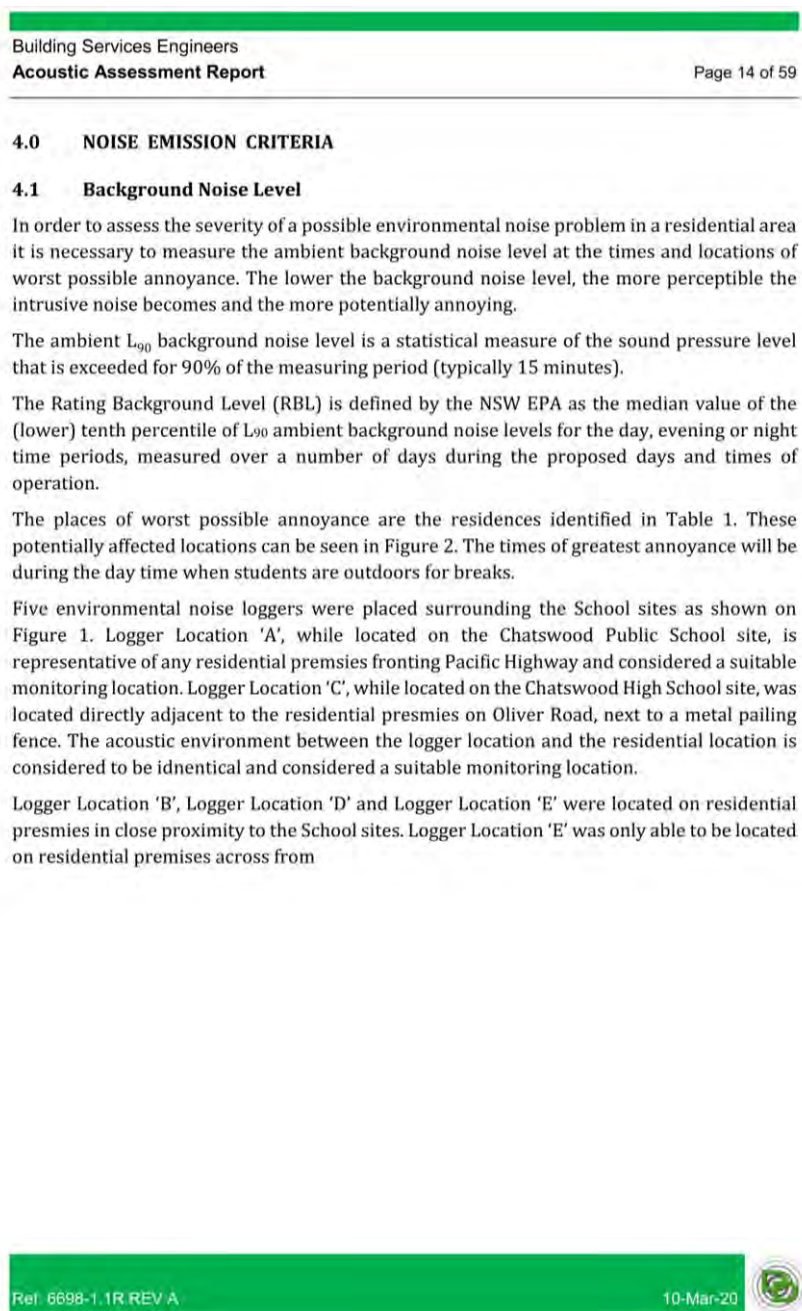 Building Services Engineers
Acoustic Assessment Report Page 14 of 59
4.0 NOISE EMISSION CRITERIA
4.1 Background Noise Level
In order to assess the severity of a possible environmental noise problem in a residential area
it is necessary to measure the ambient background noise level at the times and locations of
worst possible annoyance. The lower the background noise level, the more perceptible the
intrusive noise becomes and the more potentially annoying.
The ambient L90 background noise level is a statistical measure of the sound pressure level
that is exceeded for 90% of the measuring period (typically 15 minutes).
The Rating Background Level (RBL) is defined by the NSW EPA as the median value of the
(lower) tenth percentile of L90 ambient background noise levels for the day, evening or night
time periods, measured over a number of days during the proposed days and times of
operation.
The places of worst possible annoyance are the residences identified in Table 1. These
potentially affected locations can be seen in Figure 2. The times of greatest annoyance will be
during the day time when students are outdoors for breaks.
Five environmental noise loggers were placed surrounding the School sites as shown on
Figure 1. Logger Location ‘A’, while located on the Chatswood Public School site, is
representative of any residential premsies fronting Pacific Highway and considered a suitable
monitoring location. Logger Location ‘C’, while located on the Chatswood High School site, was
located directly adjacent to the residential presmies on Oliver Road, next to a metal pailing
fence. The acoustic environment between the logger location and the residential location is
considered to be idnentical and considered a suitable monitoring location.
Logger Location ‘B’, Logger Location ‘D’ and Logger Location ‘E’ were located on residential
presmies in close proximity to the School sites. Logger Location ‘E’ was only able to be located
on residential premises across from
Ref: 6698-1.1R REV A 10-Mar-20